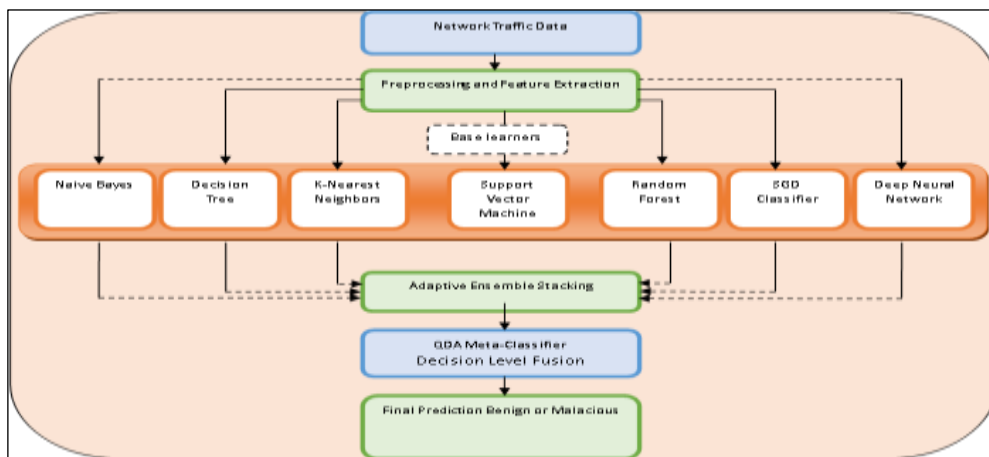 Network Traffic Data
Preprocessing and Feature Extraction
Base learners
Naive Bayes
Decision
Tree
K-Nearest
Neighbors
Support
Vector
Machine
Random
Forest
SGD
Classifier
Deep Neural
Network
Adaptive Ensemble Stacking
QDA Meta-Classifier
Decision Level Fusion
Final Prediction Benign or Malacious